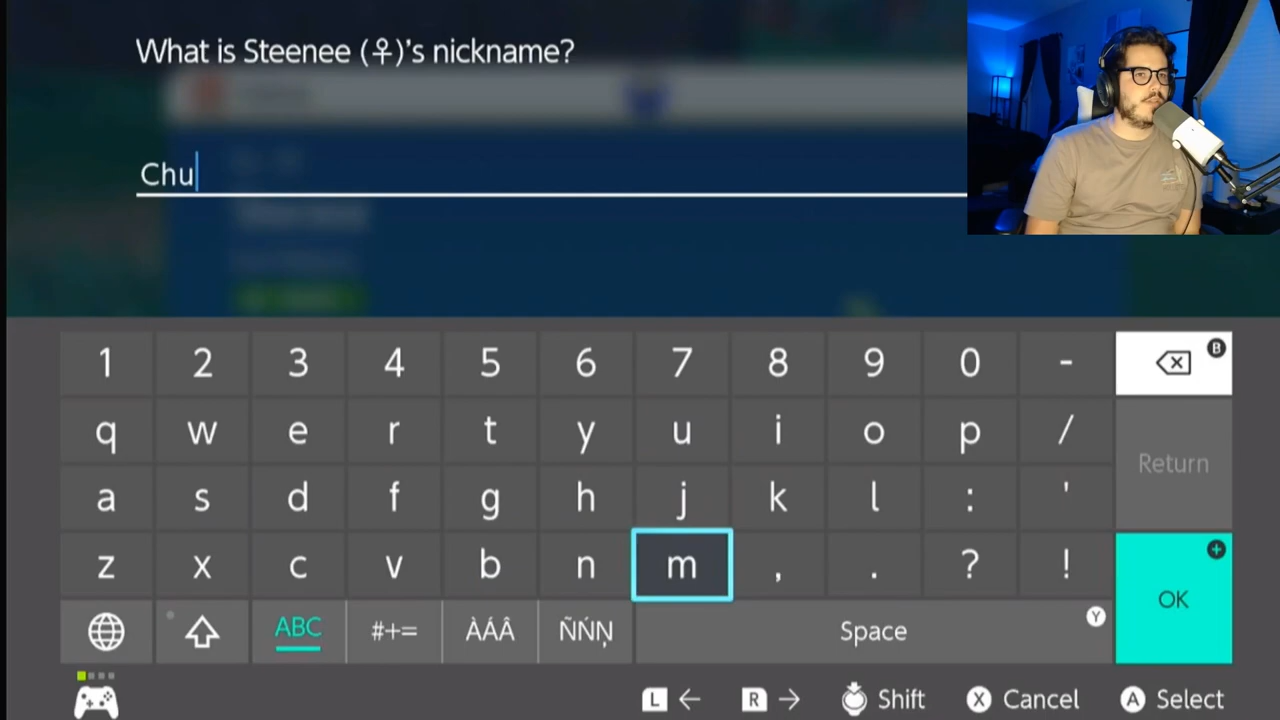 What is Steenee (♀)'s nickname?
Chu
1 2 3 4 5 6 7 8 9 0 - B
q w e r t y u i o p /
Return
a s d f g h j k l : '
z x c v b n m , . ? ! +
OK
ABC #+= ÀÁÂ ÑŃŅ Space Y
L ← R → Shift X Cancel A Select